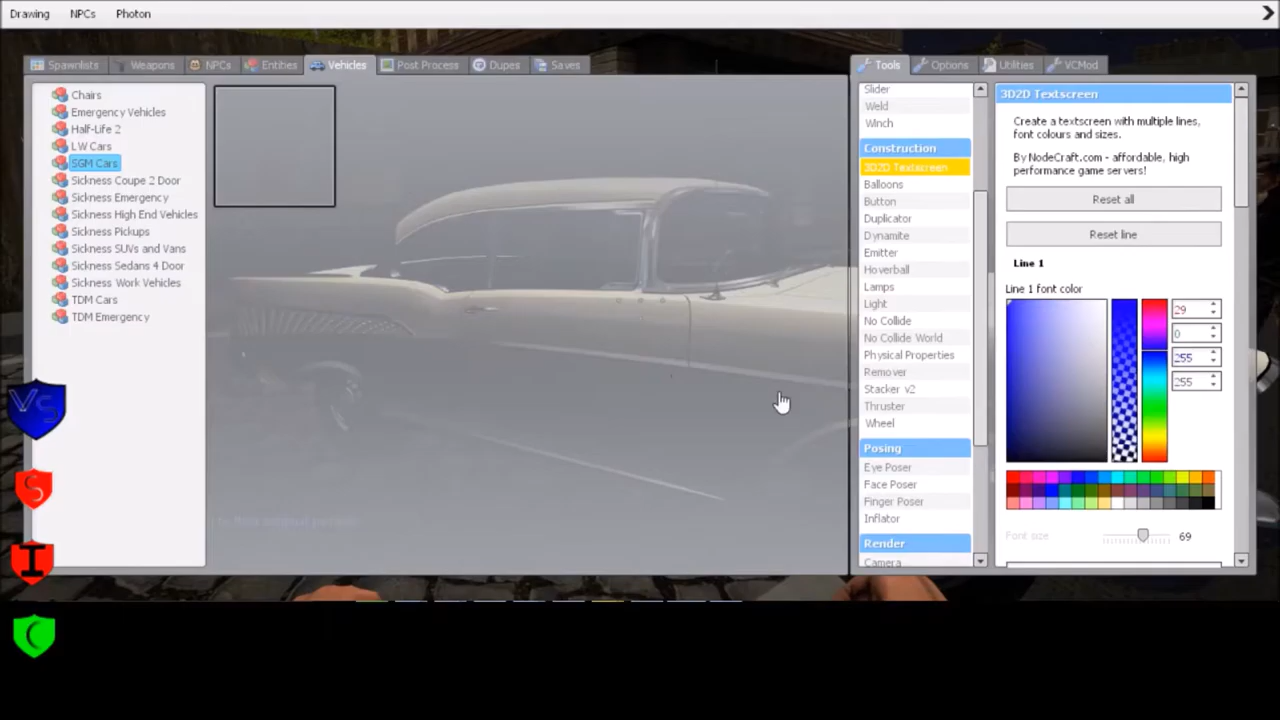 Drawing NPCs Photon
Spawnlists Weapons NPCs Entities Vehicles Post Process Dupes Saves
Chairs
Emergency Vehicles
Half-Life 2
LW Cars
SGM Cars
Sickness Coupe 2 Door
Sickness Emergency
Sickness High End Vehicles
Sickness Pickups
Sickness SUVs and Vans
Sickness Sedans 4 Door
Sickness Work Vehicles
TDM Cars
TDM Emergency
Tools Options Utilities VCMod
Slider
Weld
Winch
Construction
3D2D Textscreen
Balloons
Button
Duplicator
Dynamite
Emitter
Hoverball
Lamps
Light
No Collide
No Collide World
Physical Properties
Remover
Stacker v2
Thruster
Wheel
Posing
Eye Poser
Face Poser
Finger Poser
Inflator
Render
Camera
3D2D Textscreen
Create a textscreen with multiple lines,
font colours and sizes.
By NodeCraft.com - affordable, high
performance game servers!
Reset all
Reset line
Line 1
Line 1 font color
29
0
255
255
Font size
69
VS
S
I
C